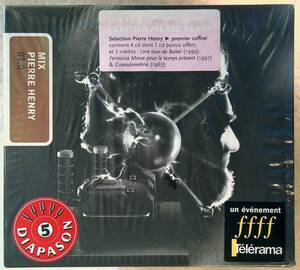 MIX
PIERRE HENRY
01.0
Sélection Pierre Henry ▶ premier coffret
contient 4 cd dont 1 cd bonus offert,
et 3 inédits : Une tour de Babel (1999),
Fantaisie Messe pour le temps présent (1997)
& Granulométrie (1967)
5
DIAPASON
un événement
ffff
Télérama